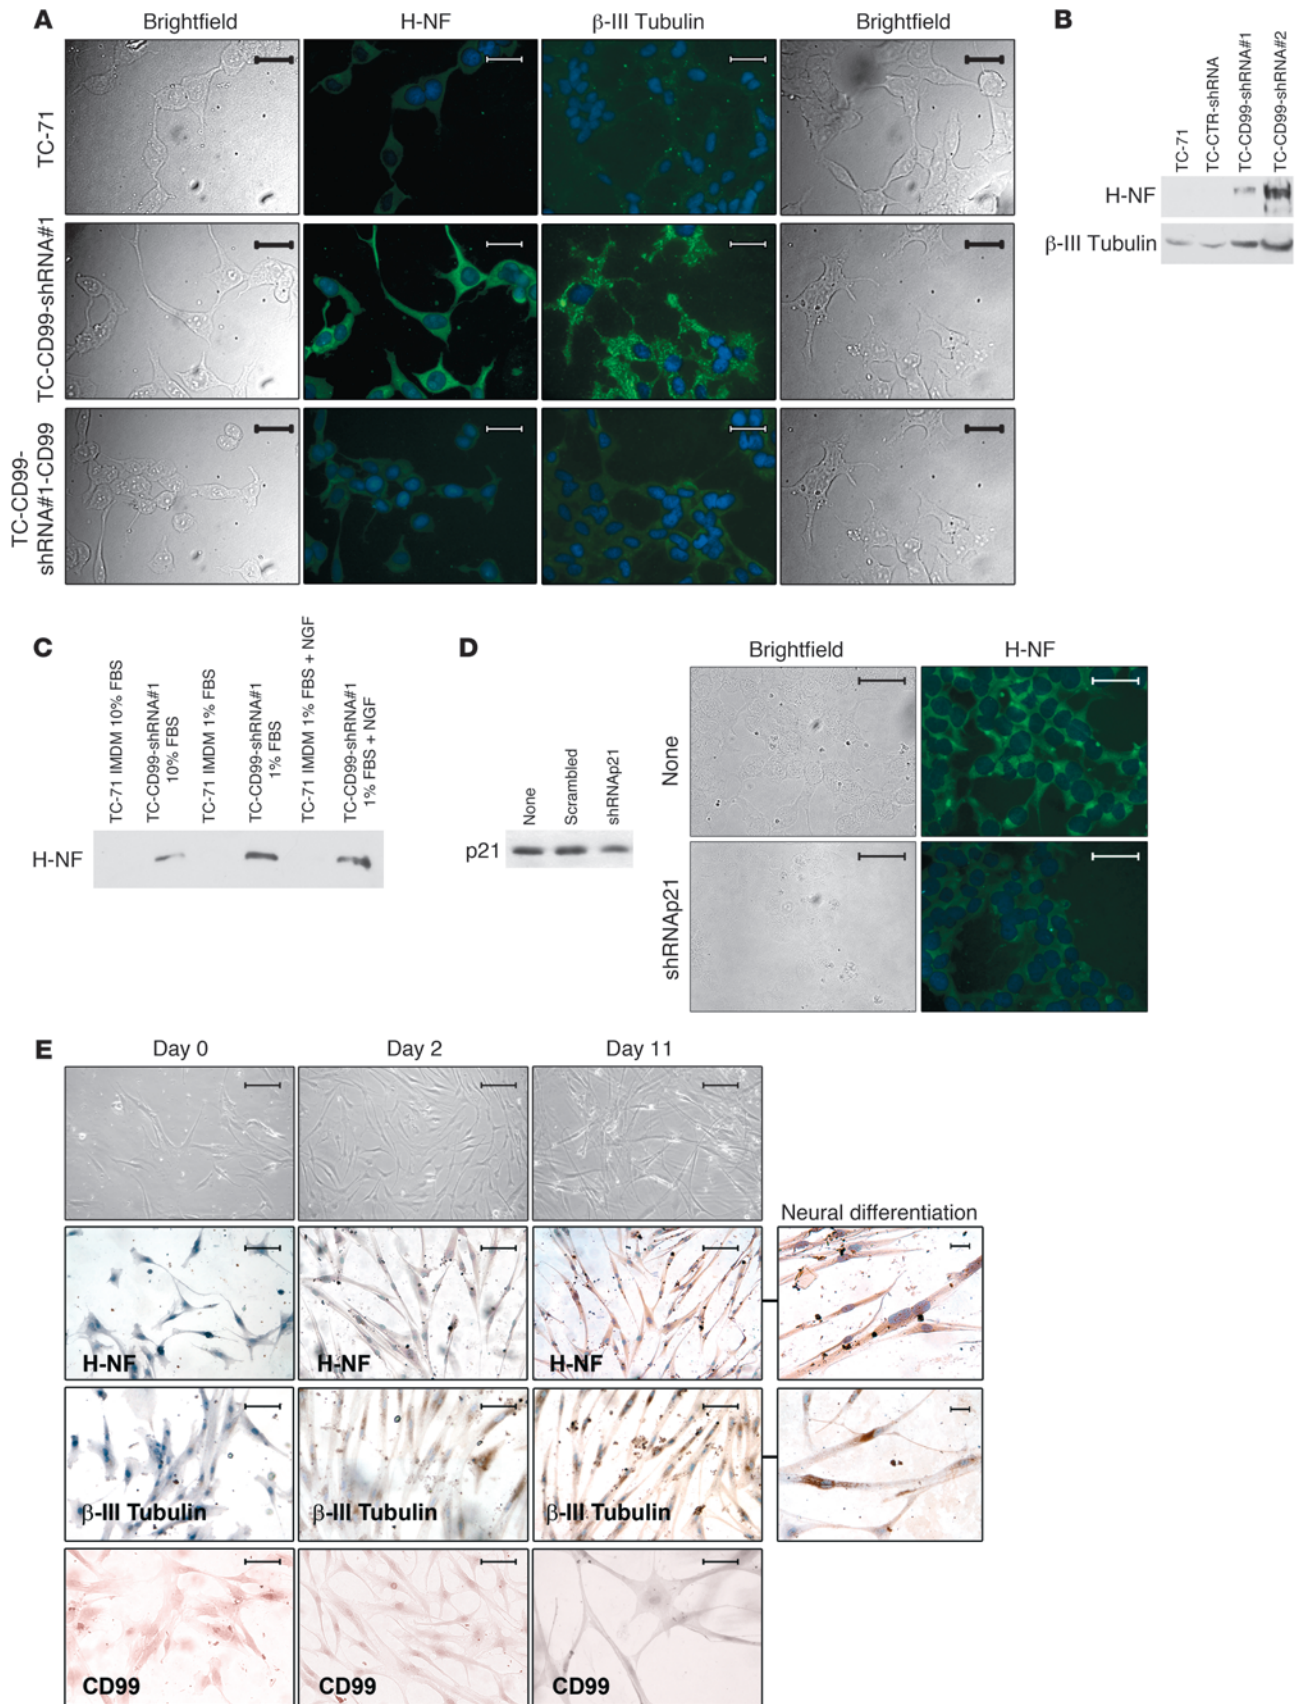 A
Brightfield
H-NF
β-III Tubulin
Brightfield
TC-71
TC-CD99-shRNA#1
TC-CD99-
shRNA#1-CD99
B
TC-71
TC-CTR-shRNA
TC-CD99-shRNA#1
TC-CD99-shRNA#2
H-NF
β-III Tubulin
C
TC-71 IMDM 10% FBS
TC-CD99-shRNA#1
10% FBS
TC-71 IMDM 1% FBS
TC-CD99-shRNA#1
1% FBS
TC-71 IMDM 1% FBS + NGF
TC-CD99-shRNA#1
1% FBS + NGF
H-NF
D
None
Scrambled
shRNAp21
p21
Brightfield
H-NF
None
shRNAp21
E
Day 0
Day 2
Day 11
Neural differentiation
H-NF
H-NF
H-NF
β-III Tubulin
β-III Tubulin
β-III Tubulin
CD99
CD99
CD99